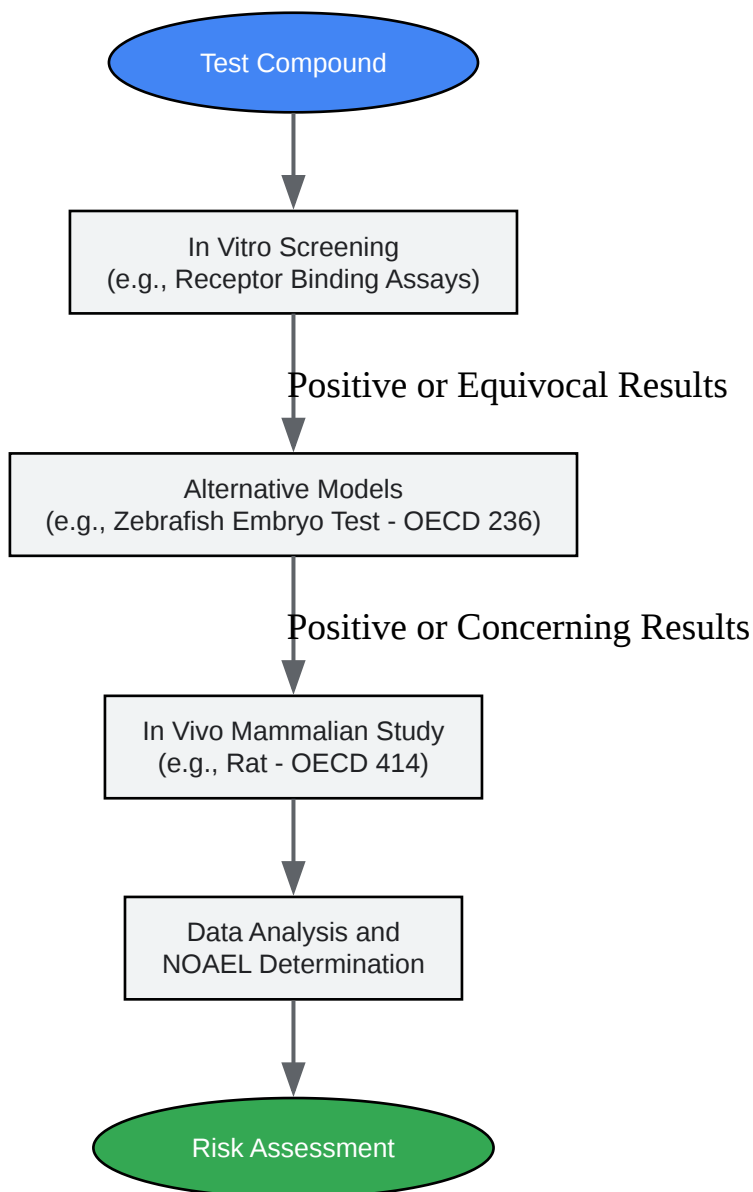 Test Compound
In Vitro Screening
(e.g., Receptor Binding Assays)
Positive or Equivocal Results
Alternative Models
(e.g., Zebrafish Embryo Test - OECD 236)
Positive or Concerning Results
In Vivo Mammalian Study
(e.g., Rat - OECD 414)
Data Analysis and
NOAEL Determination
Risk Assessment